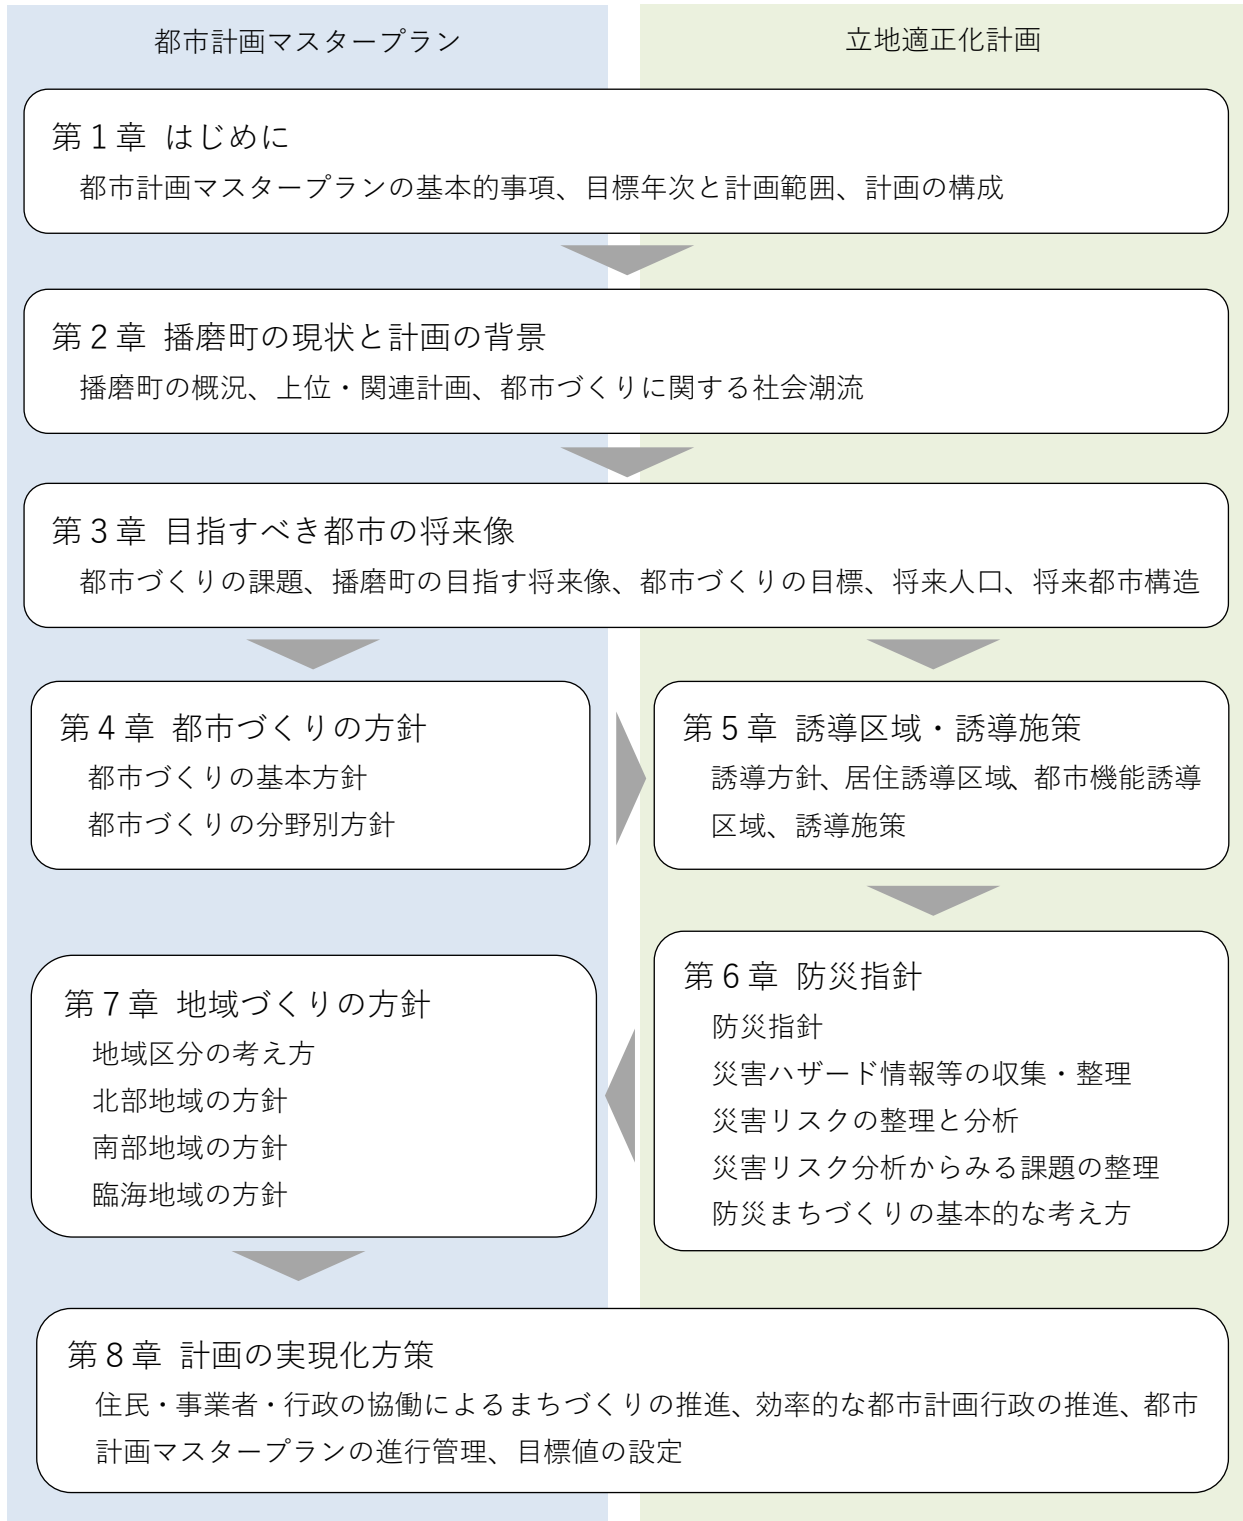 都市計画マスタープラン
立地適正化計画
第1章 はじめに
都市計画マスタープランの基本的事項、目標年次と計画範囲、計画の構成
第2章 播磨町の現状と計画の背景
播磨町の概況、上位・関連計画、都市づくりに関する社会潮流
第3章 目指すべき都市の将来像
都市づくりの課題、播磨町の目指す将来像、都市づくりの目標、将来人口、将来都市構造
第4章 都市づくりの方針
都市づくりの基本方針
都市づくりの分野別方針
第5章 誘導区域・誘導施策
誘導方針、居住誘導区域、都市機能誘導
区域、誘導施策
第6章 防災指針
防災指針
災害ハザード情報等の収集・整理
災害リスクの整理と分析
災害リスク分析からみる課題の整理
防災まちづくりの基本的な考え方
第7章 地域づくりの方針
地域区分の考え方
北部地域の方針
南部地域の方針
臨海地域の方針
第8章 計画の実現化方策
住民・事業者・行政の協働によるまちづくりの推進、効率的な都市計画行政の推進、都市
計画マスタープランの進行管理、目標値の設定